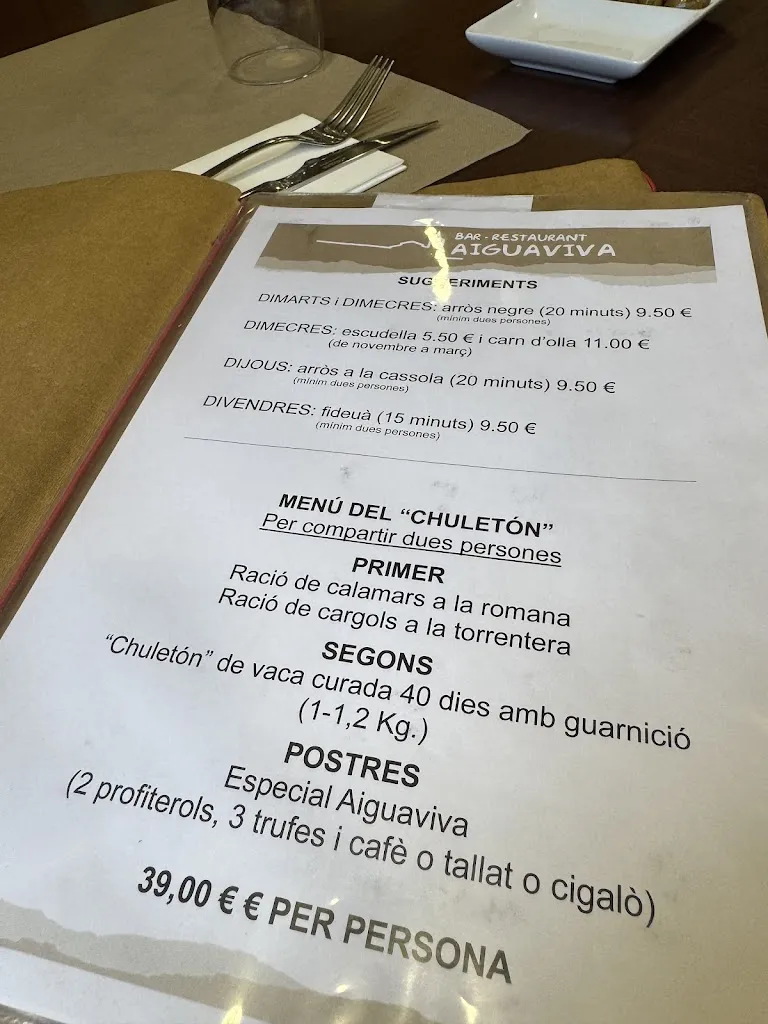 BAR - RESTAURANT
AIGUAVIVA
SUGGERIMENTS
DIMARTS i DIMECRES: arròs negre (20 minuts) 9.50 €
(mínim dues persones)
DIMECRES: escudella 5.50 € i carn d'olla 11.00 €
(de novembre a març)
DIJOUS: arròs a la cassola (20 minuts) 9.50 €
(mínim dues persones)
DIVENDRES: fideuà (15 minuts) 9.50 €
(mínim dues persones)
MENÚ DEL “CHULETÓN”
Per compartir dues persones
PRIMER
Ració de calamars a la romana
Ració de cargols a la torrentera
SEGONS
“Chuletón” de vaca curada 40 dies amb guarnició
(1-1,2 Kg.)
POSTRES
Especial Aiguaviva
(2 profiterols, 3 trufes i cafè o tallat o cigalò)
39,00 € € PER PERSONA